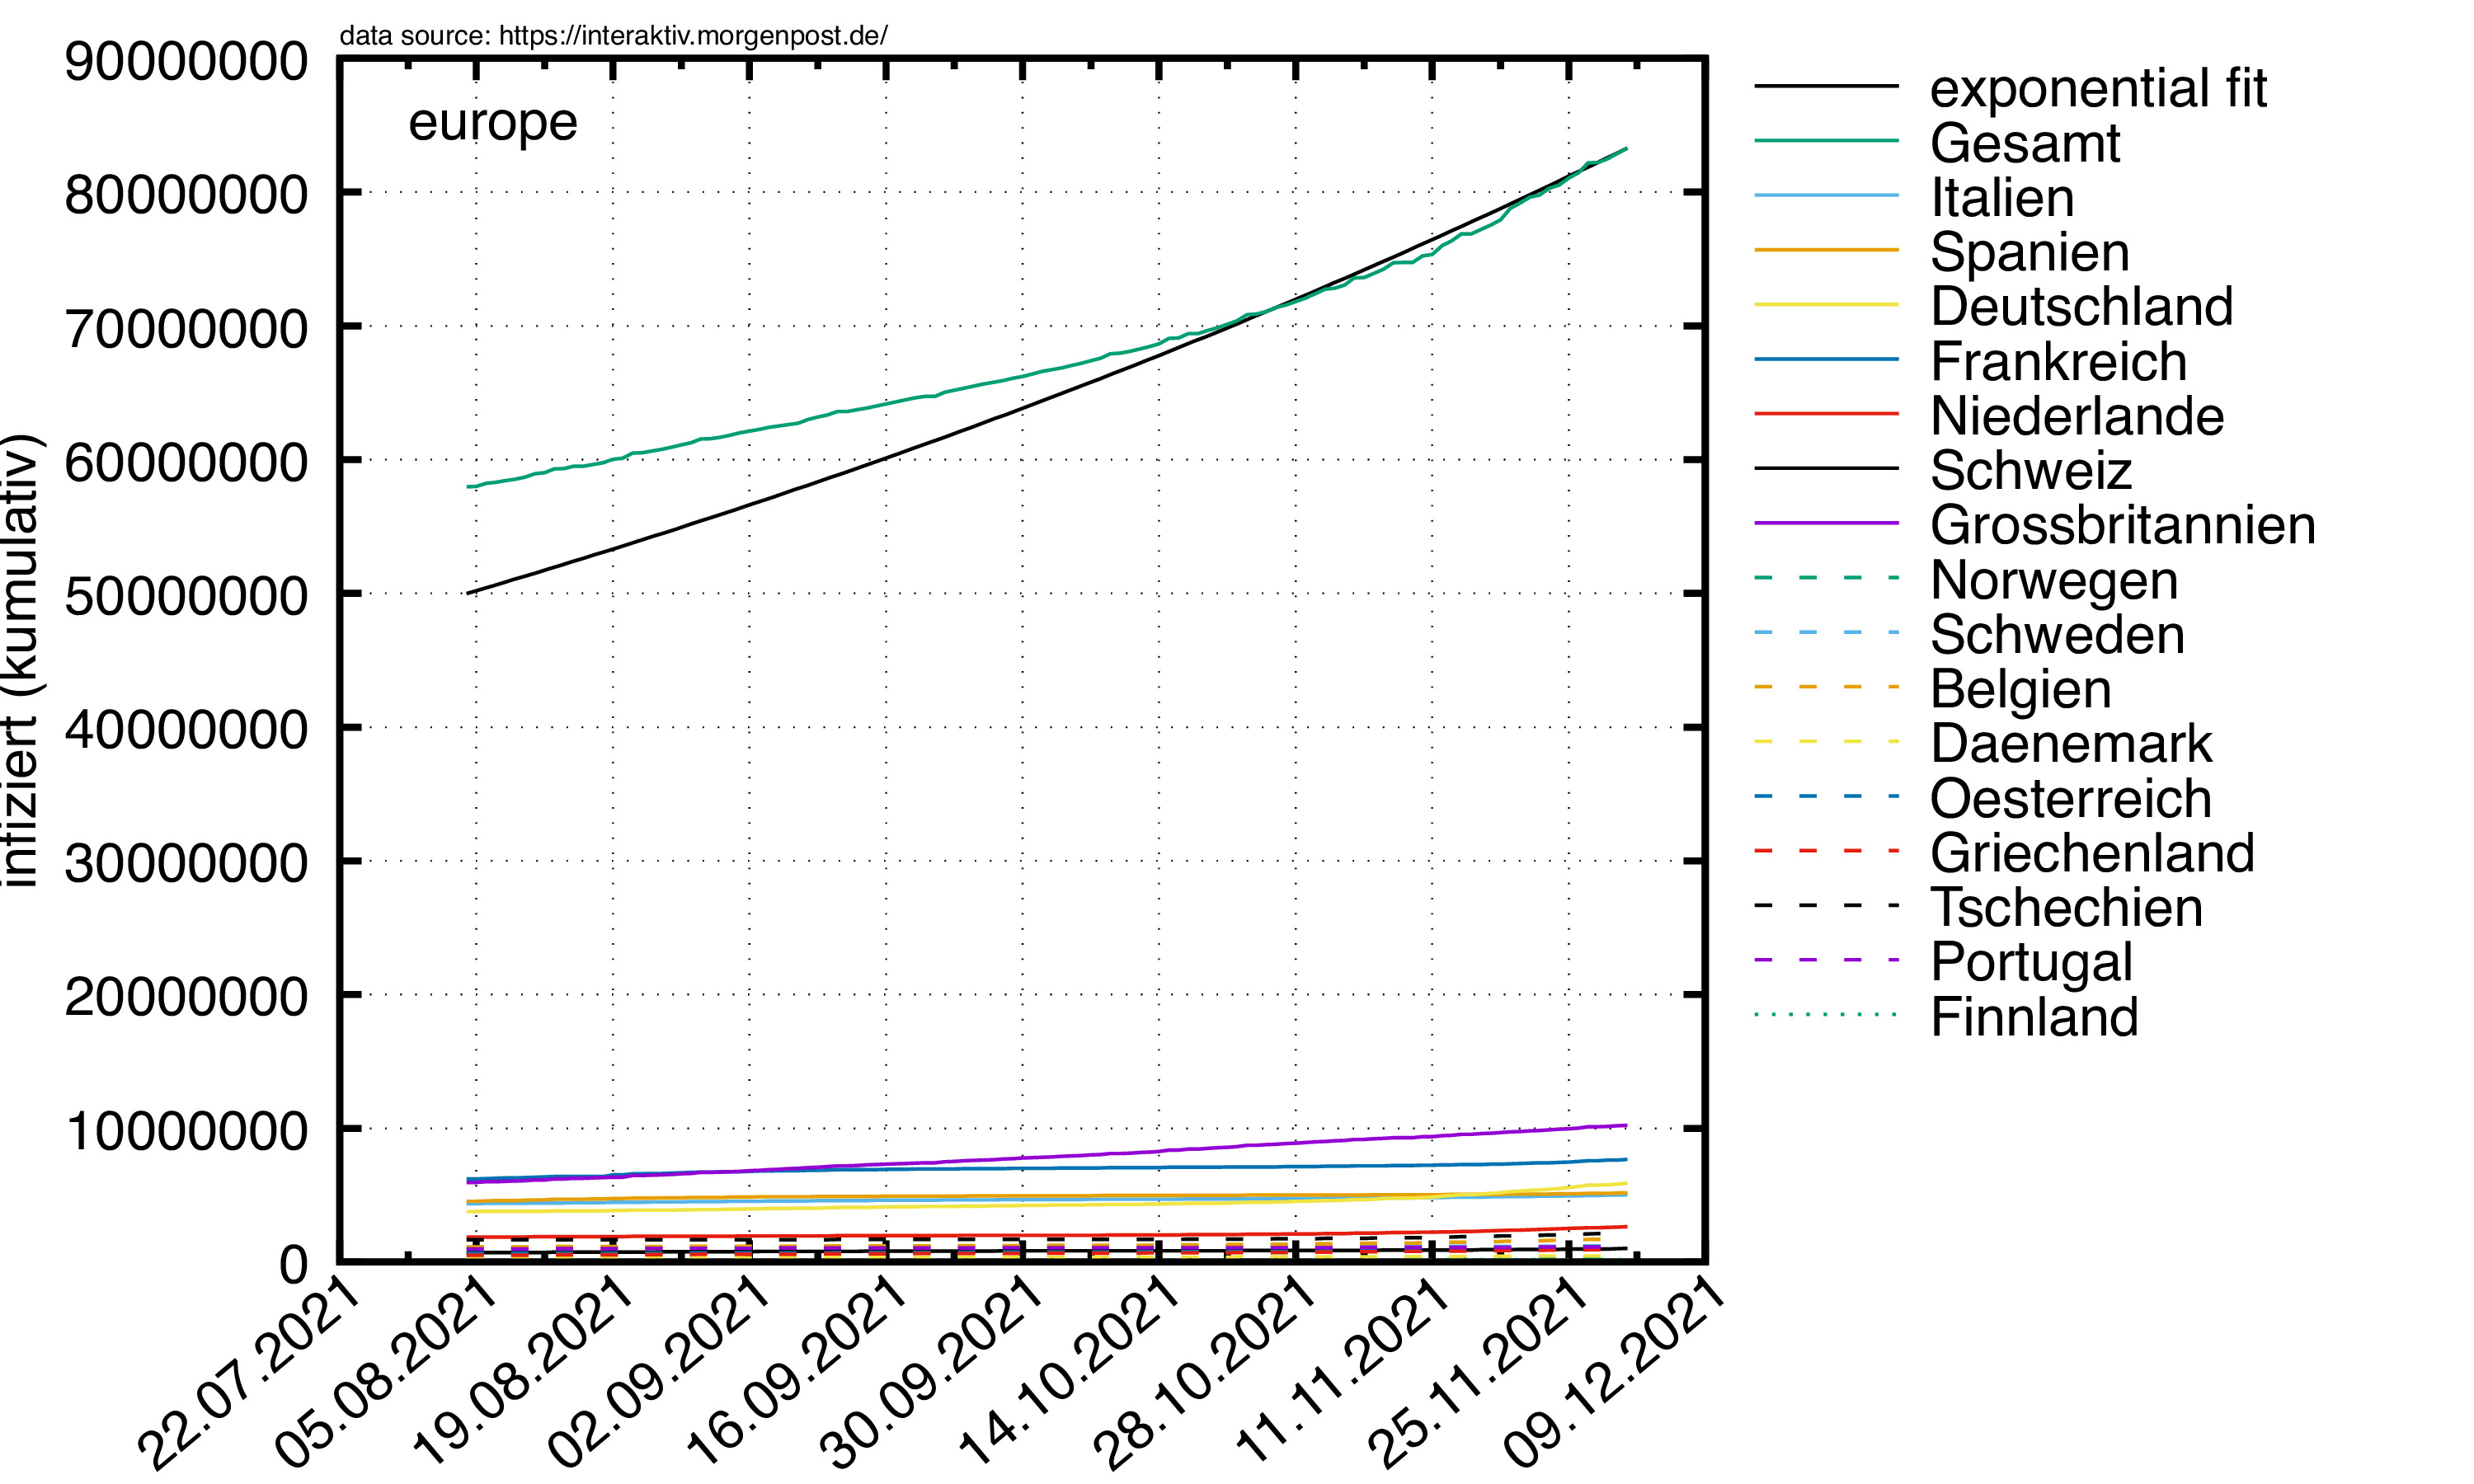 data source: https://interaktiv.morgenpost.de/
europe
infiziert (kumulativ)
90000000
80000000
70000000
60000000
50000000
40000000
30000000
20000000
10000000
0
22.07.2021
05.08.2021
19.08.2021
02.09.2021
16.09.2021
30.09.2021
14.10.2021
28.10.2021
11.11.2021
25.11.2021
09.12.2021
exponential fit
Gesamt
Italien
Spanien
Deutschland
Frankreich
Niederlande
Schweiz
Grossbritannien
Norwegen
Schweden
Belgien
Daenemark
Oesterreich
Griechenland
Tschechien
Portugal
Finnland